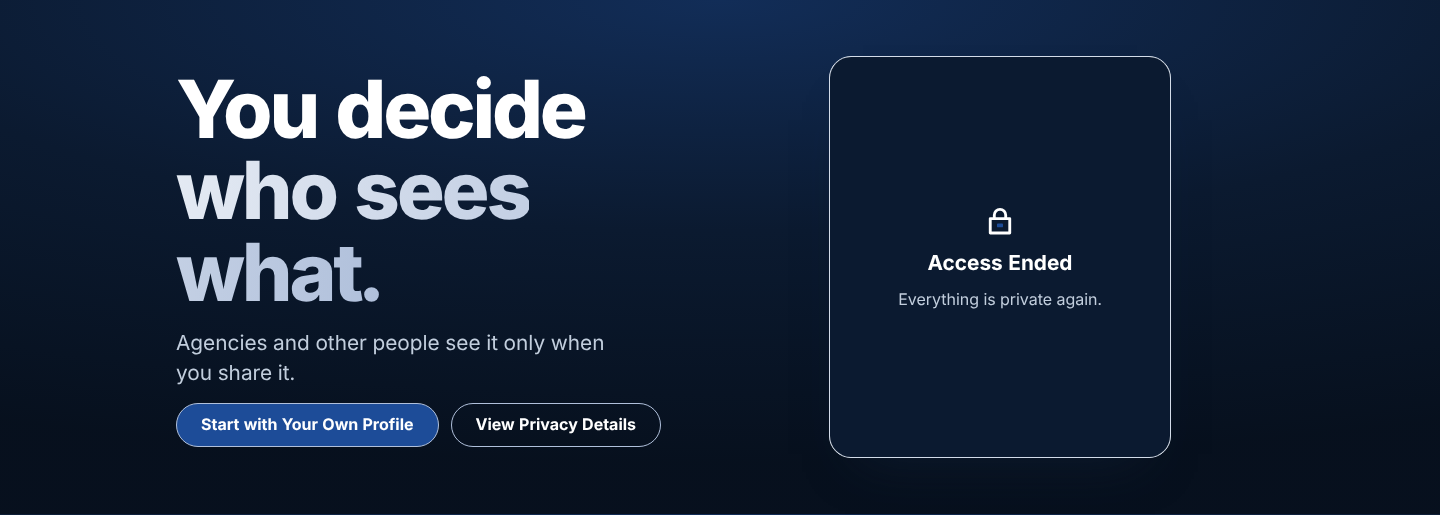 You decide
who sees
what.
Agencies and other people see it only when
you share it.
Start with Your Own Profile
View Privacy Details
Access Ended
Everything is private again.